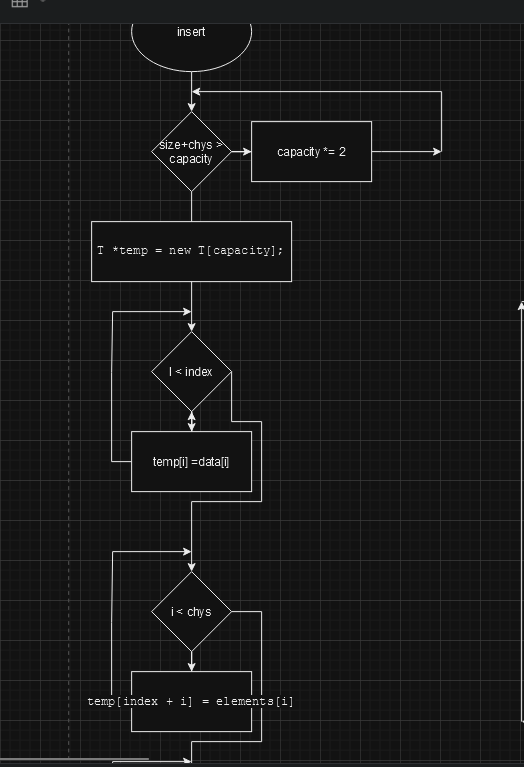 insert
size+chys >
capacity
capacity *= 2
T *temp = new T[capacity];
I < index
temp[i] =data[i]
i < chys
temp[index + i] = elements[i]